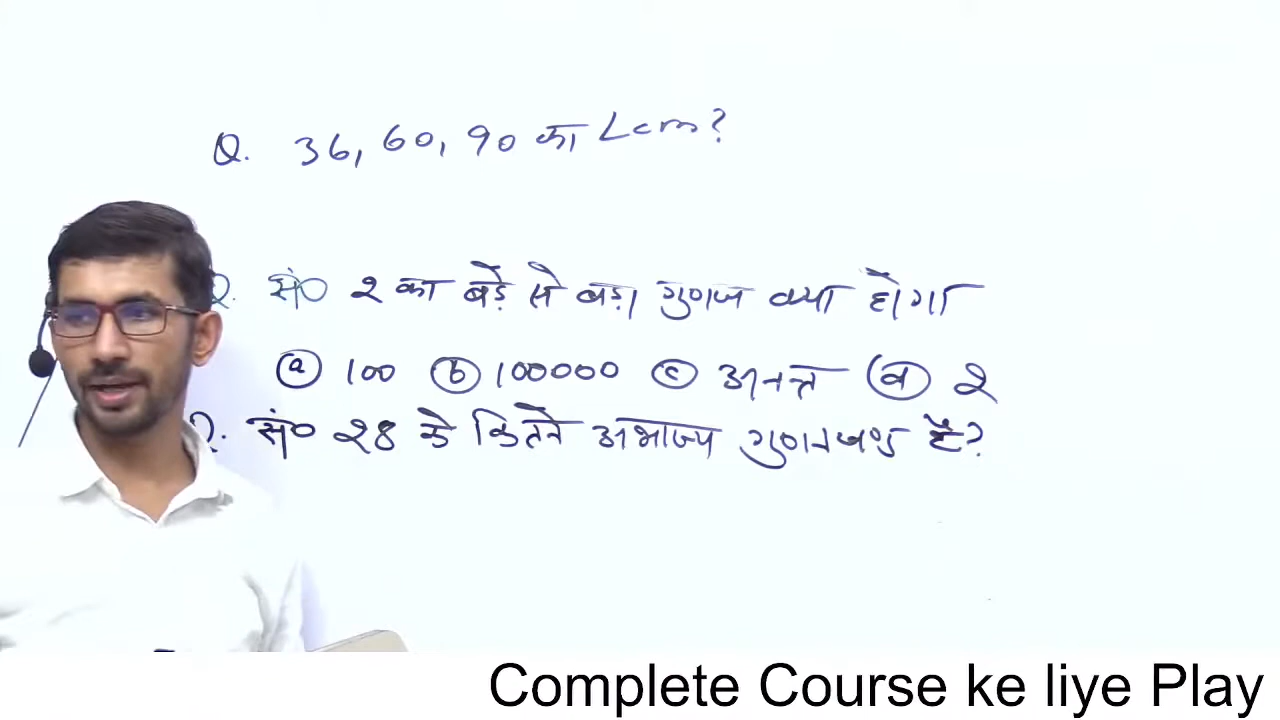 Q. 36, 60, 90 का Lcm?
Q. सं० 2 का बड़े से बड़ा गुणज क्या होगा
(a) 100 (b) 100000 (c) अनन्त (d) 2
Q. सं० 28 के कितने अभाज्य गुणनखण्ड है?
Complete Course ke liye Play